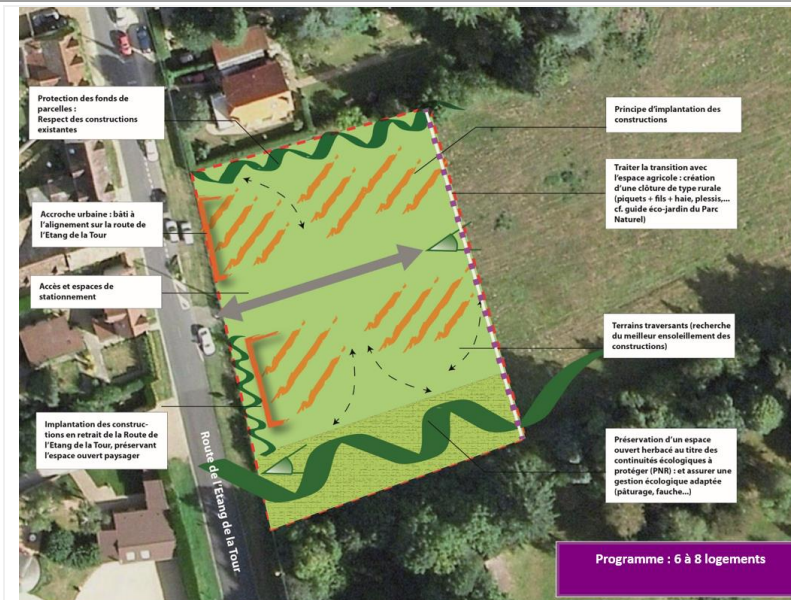 Protection des fonds de
parcelles :
Respect des constructions
existantes
Accroche urbaine : bâti à
l'alignement sur la route de
l'Etang de la Tour
Accès et espaces de
stationnement
Implantation des construc-
tions en retrait de la Route de
l'Etang de la Tour, préservant
l'espace ouvert paysager
Route de l'Etang de la Tour
Principe d'implantation des
constructions
Traiter la transition avec
l'espace agricole : création
d'une clôture de type rurale
(piquets + fils + haie, plessis,...
cf. guide éco-jardin du Parc
Naturel)
Terrains traversants (recherche
du meilleur ensoleillement des
constructions)
Préservation d'un espace
ouvert herbacé au titre des
continuités écologiques à
protéger (PNR) : et assurer une
gestion écologique adaptée
(pâturage, fauche...)
Programme : 6 à 8 logements